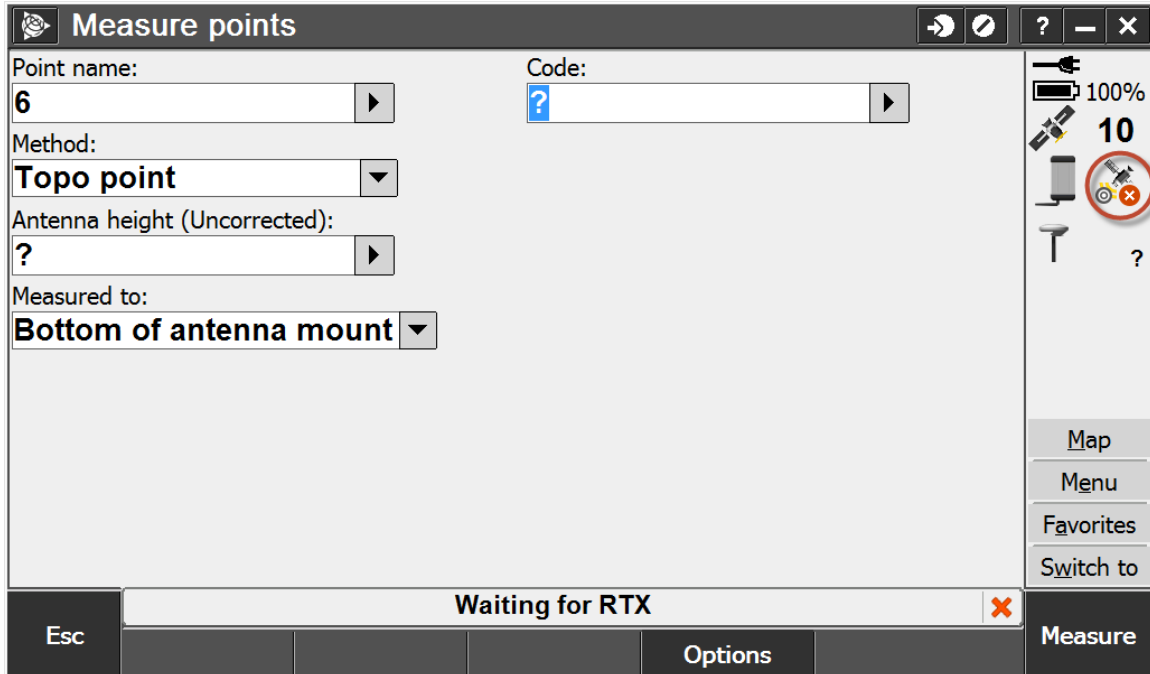 Measure points
?
Point name:
6
Code:
?
100%
10
Method:
Topo point
Antenna height (Uncorrected):
?
?
Measured to:
Bottom of antenna mount
Map
Menu
Favorites
Switch to
Waiting for RTX
Esc
Options
Measure